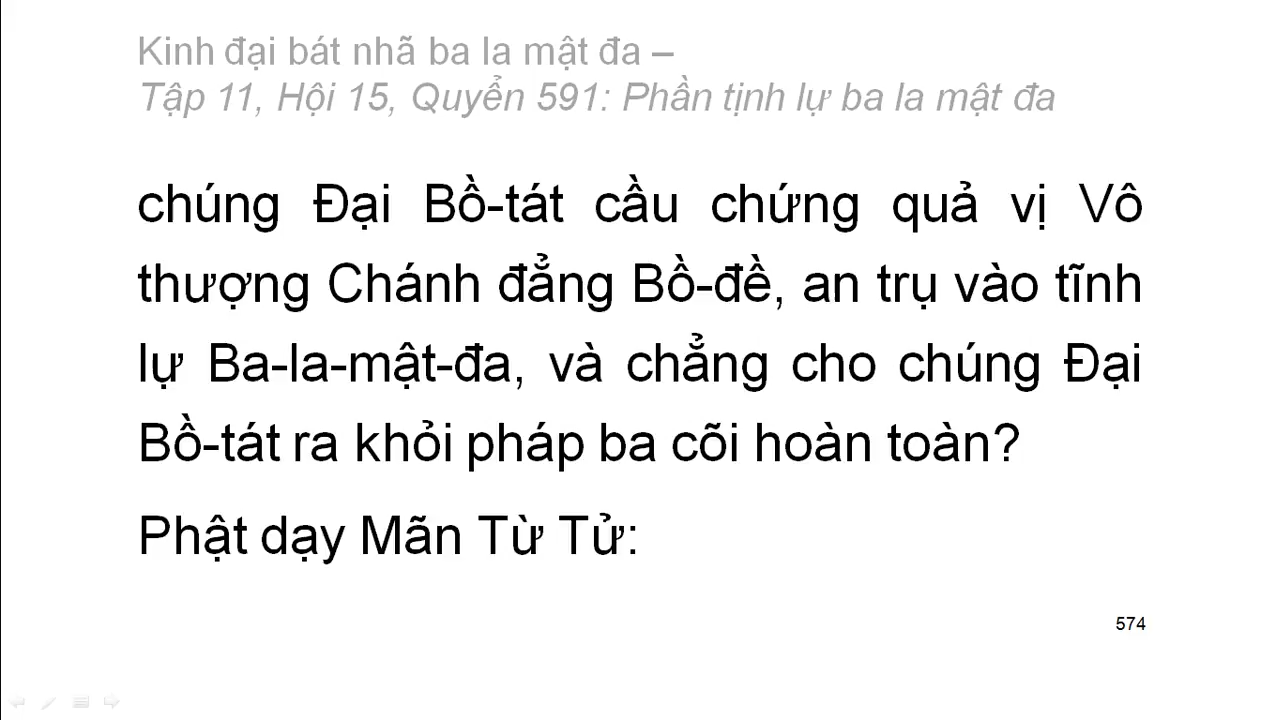 Kinh đại bát nhã ba la mật đa –
Tập 11, Hội 15, Quyển 591: Phần tịnh lự ba la mật đa
chúng Đại Bồ-tát cầu chứng quả vị Vô
thượng Chánh đẳng Bồ-đề, an trụ vào tĩnh
lự Ba-la-mật-đa, và chẳng cho chúng Đại
Bồ-tát ra khỏi pháp ba cõi hoàn toàn?
Phật dạy Mãn Từ Tử:
574